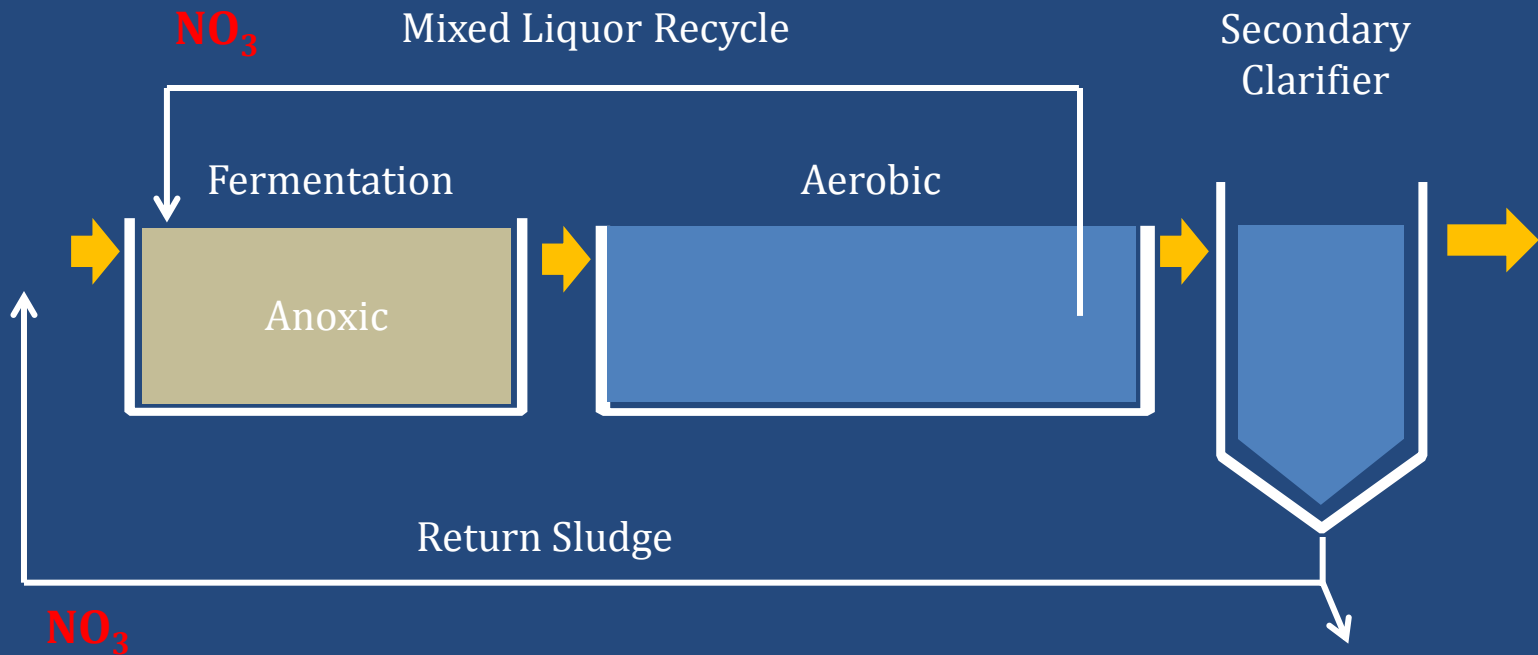 NO₃
Mixed Liquor Recycle
Secondary
Clarifier
Fermentation
Aerobic
Anoxic
Return Sludge
NO₃